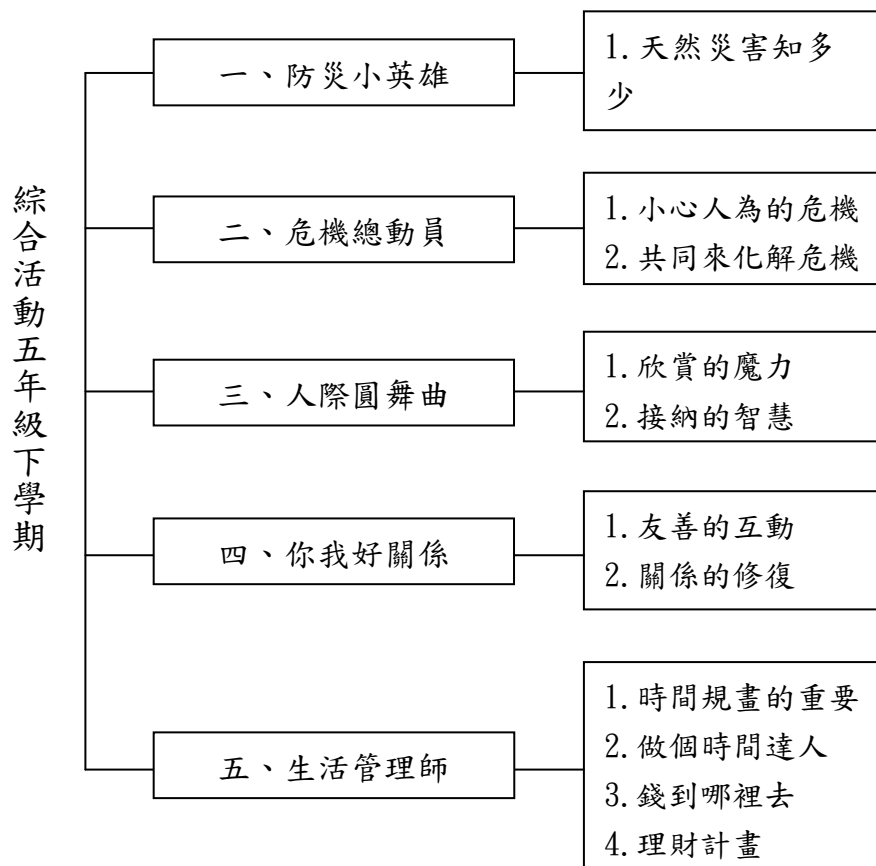 綜合活動五年級下學期
一、防災小英雄
1.天然災害知多
少
二、危機總動員
1.小心人為的危機
2.共同來化解危機
三、人際圓舞曲
1.欣賞的魔力
2.接納的智慧
四、你我好關係
1.友善的互動
2.關係的修復
五、生活管理師
1.時間規畫的重要
2.做個時間達人
3.錢到哪裡去
4.理財計畫